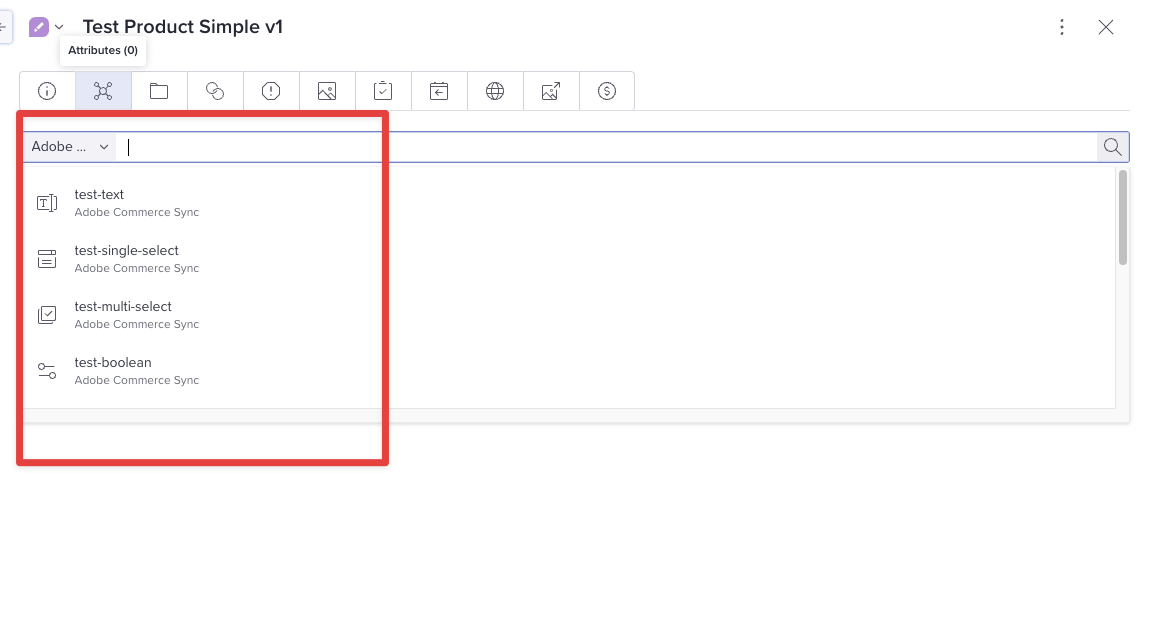 Test Product Simple v1
Attributes (0)
Adobe ...
test-text
Adobe Commerce Sync
test-single-select
Adobe Commerce Sync
test-multi-select
Adobe Commerce Sync
test-boolean
Adobe Commerce Sync